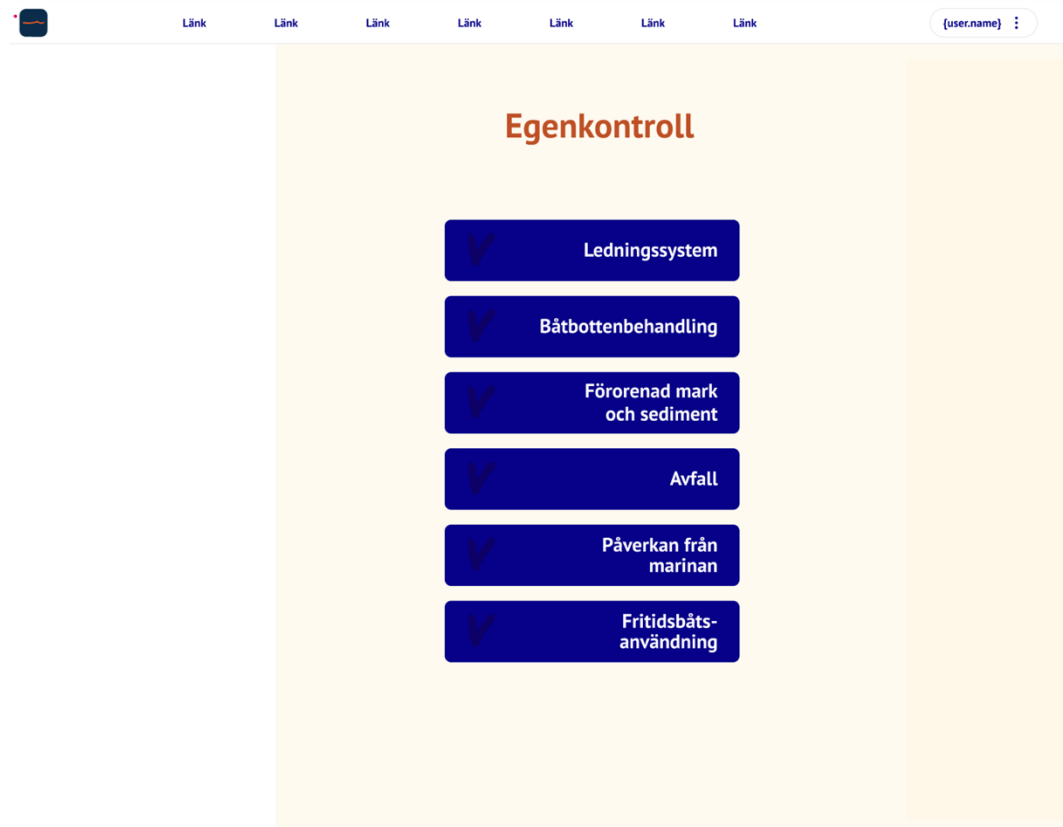 Länk Länk Länk Länk Länk Länk Länk {user.name}
Egenkontroll
Ledningssystem
Båtbottenbehandling
Förorenad mark
och sediment
Avfall
Påverkan från
marinan
Fritidsbåts-
användning